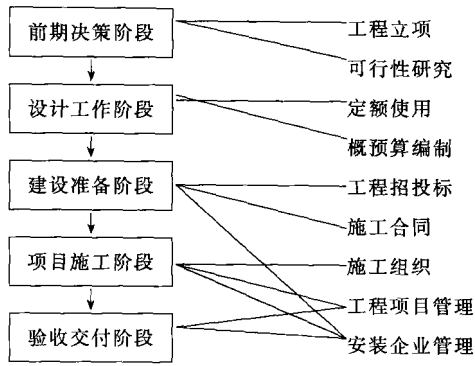 前期决策阶段
工程立项
可行性研究
设计工作阶段
定额使用
概预算编制
建设准备阶段
工程招投标
施工合同
项目施工阶段
施工组织
工程项目管理
验收交付阶段
安装企业管理